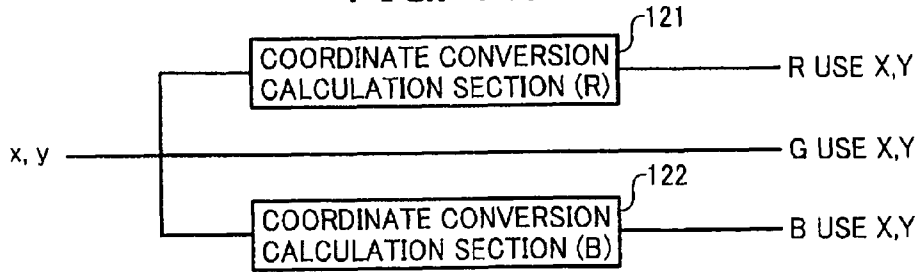 121
COORDINATE CONVERSION
CALCULATION SECTION (R)
R USE X,Y
x, y
G USE X,Y
122
COORDINATE CONVERSION
CALCULATION SECTION (B)
B USE X,Y